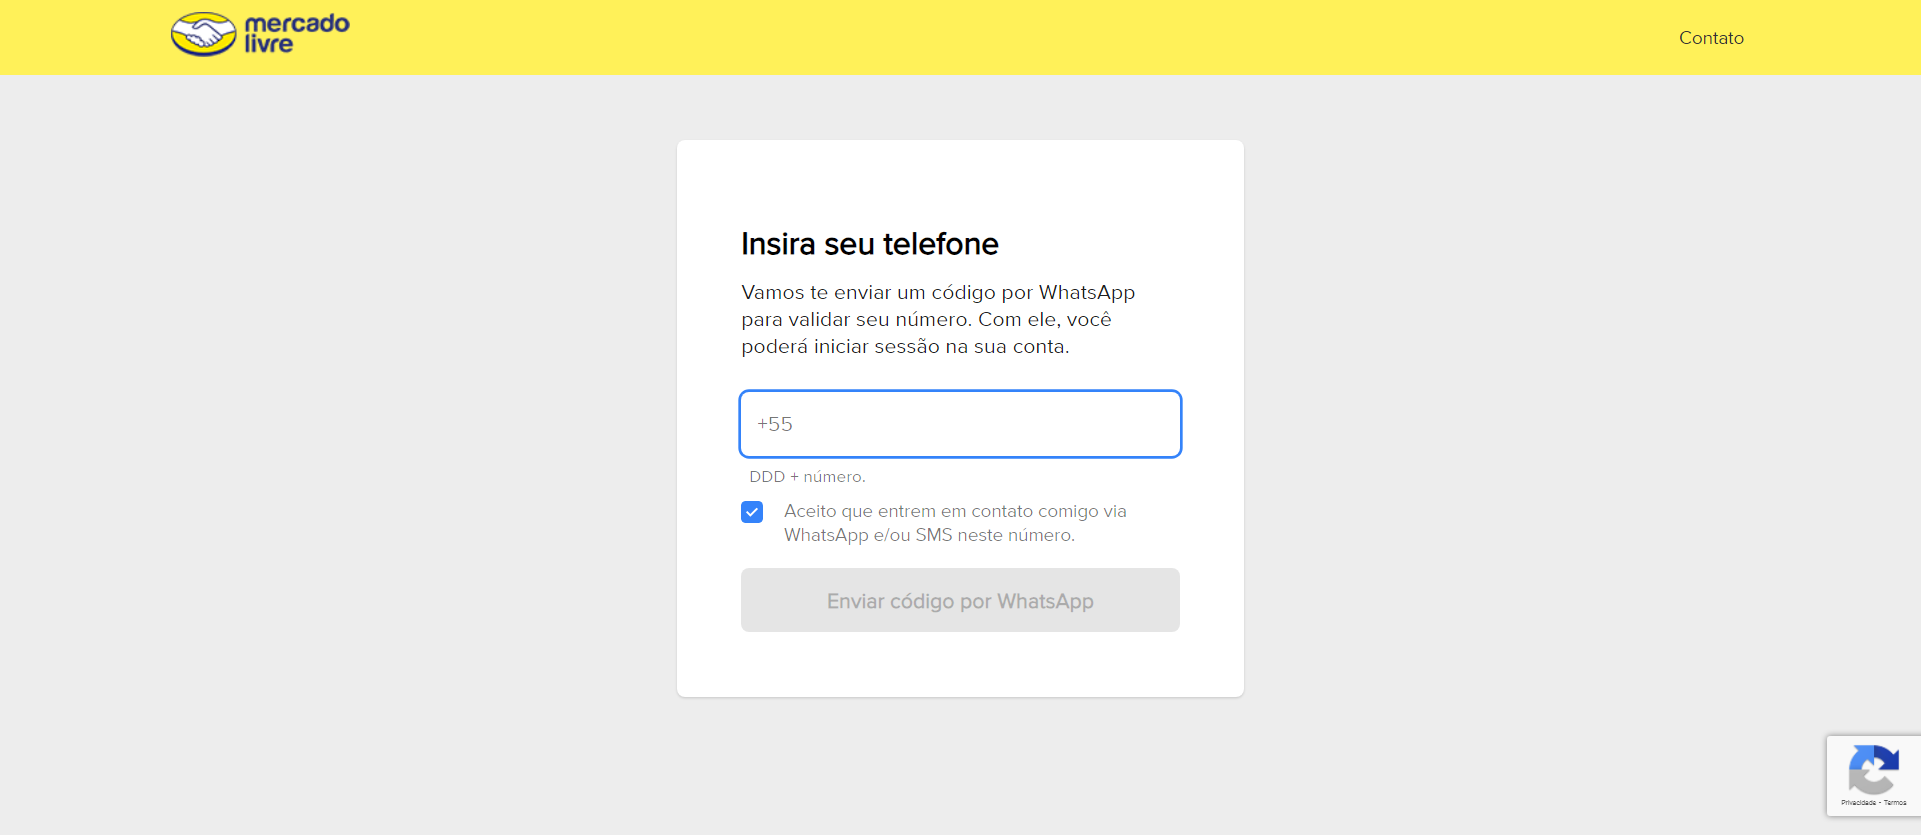 mercado
livre
Contato
Insira seu telefone
Vamos te enviar um código por WhatsApp
para validar seu número. Com ele, você
poderá iniciar sessão na sua conta.
+55
DDD + número.
Aceito que entrem em contato comigo via
WhatsApp e/ou SMS neste número.
Enviar código por WhatsApp
Privacidade - Termos